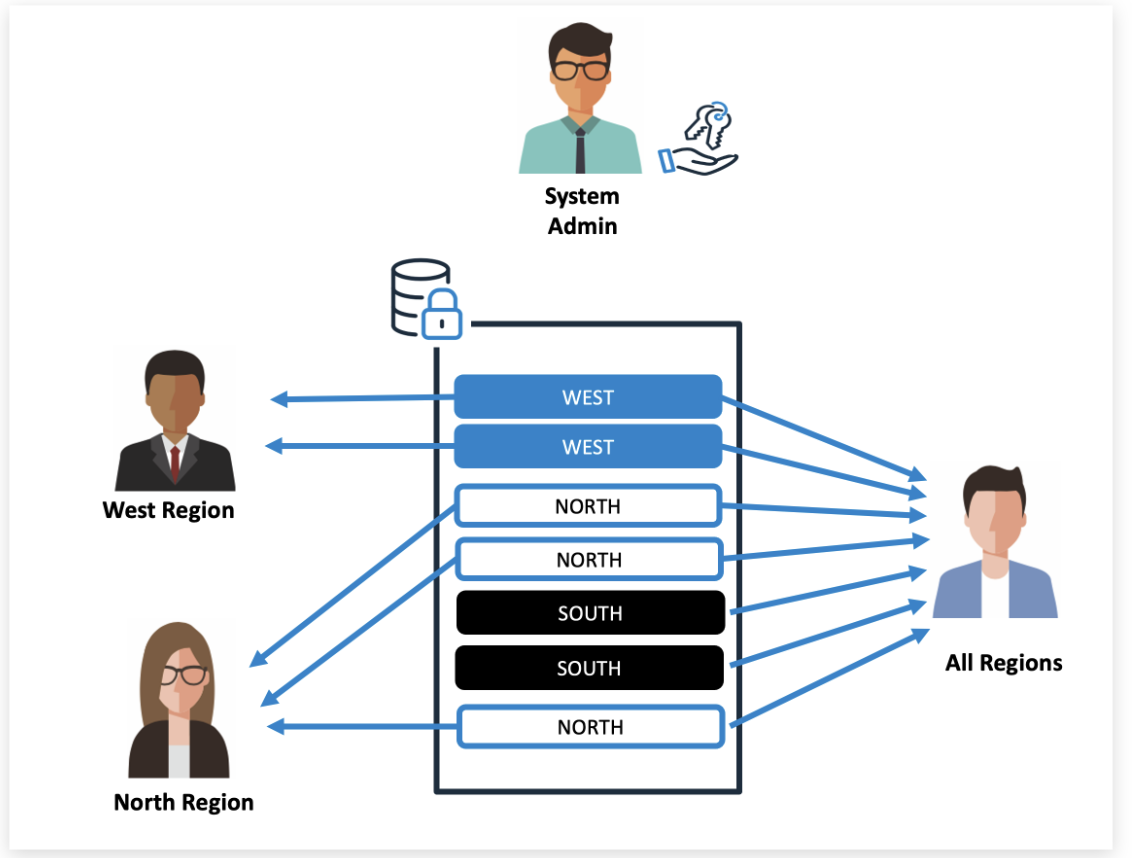 System
Admin
WEST
WEST
West Region
NORTH
NORTH
SOUTH
SOUTH
All Regions
NORTH
North Region